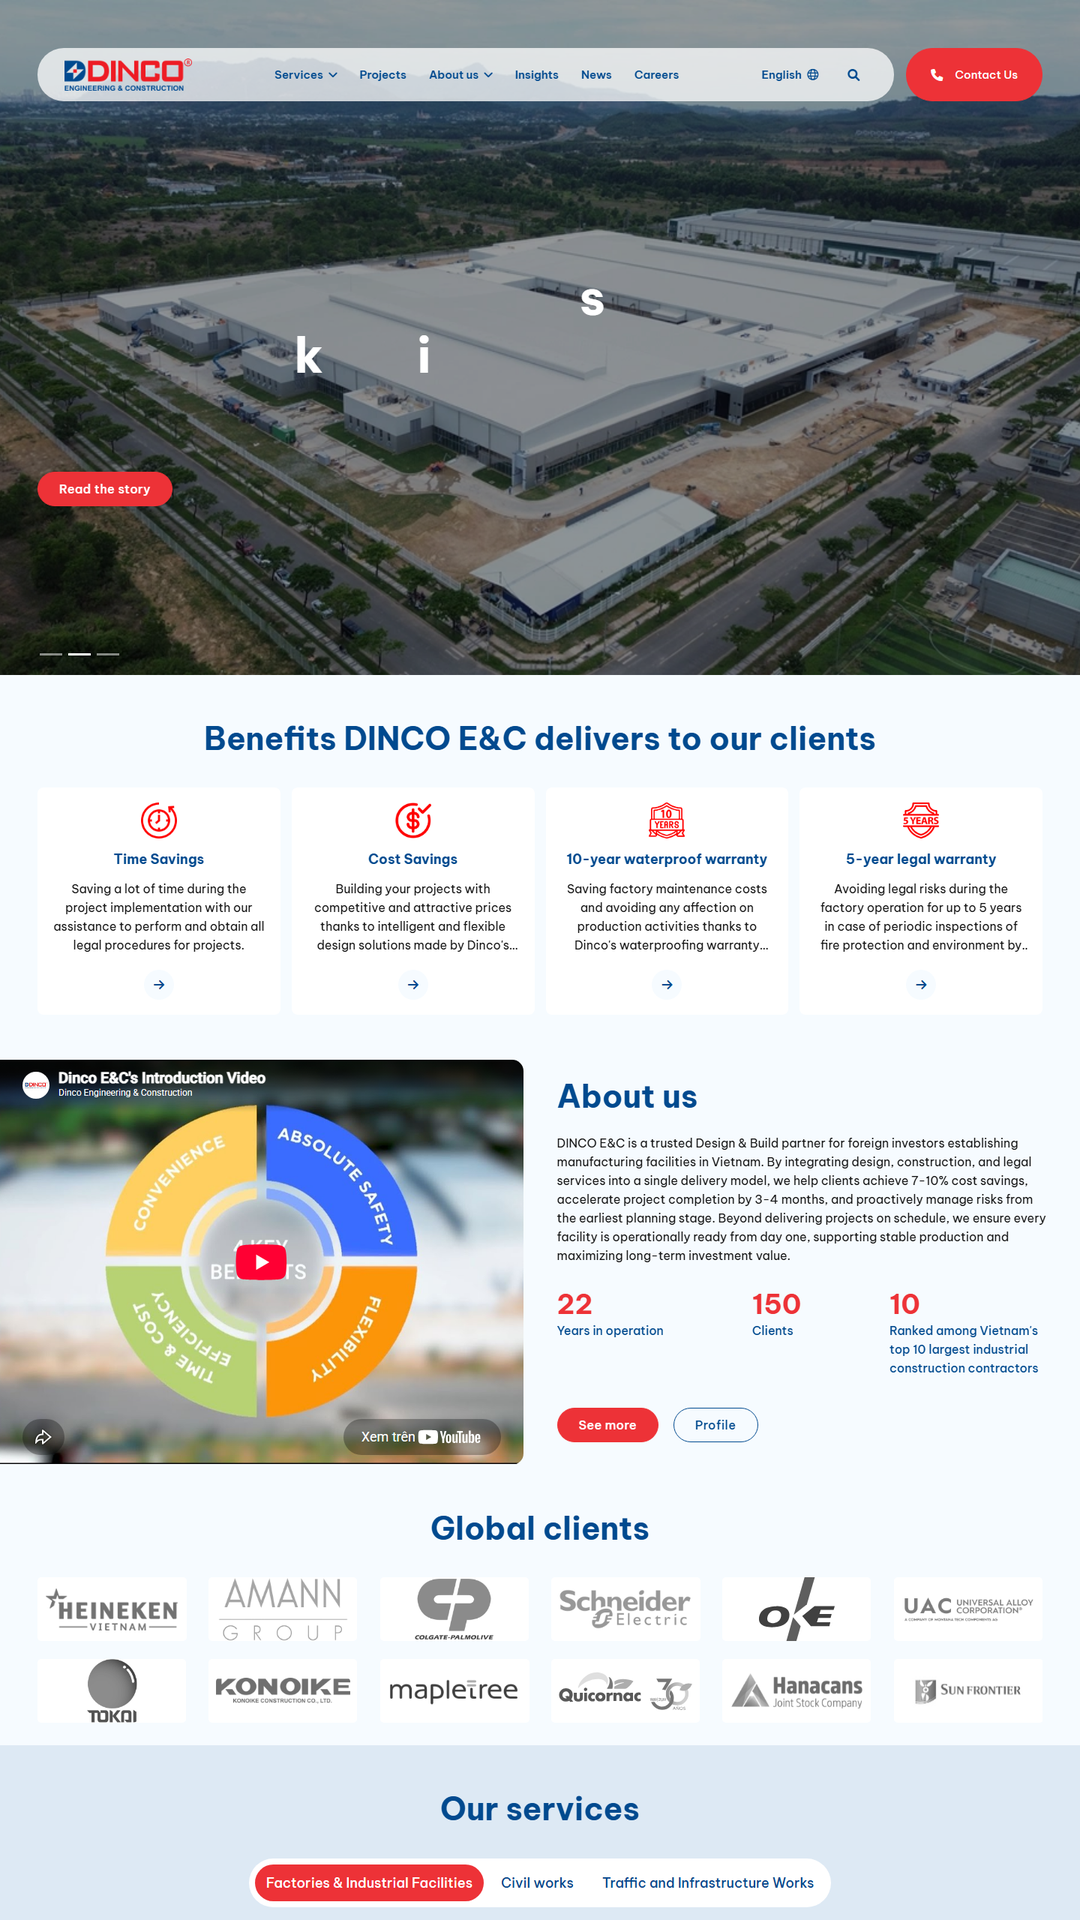 DINCO®
ENGINEERING & CONSTRUCTION
Services
Projects
About us
Insights
News
Careers
English
Contact Us
s
k i
Read the story
Benefits DINCO E&C delivers to our clients
10
YEARS
5 YEARS
Time Savings
Saving a lot of time during the
project implementation with our
assistance to perform and obtain all
legal procedures for projects.
Cost Savings
Building your projects with
competitive and attractive prices
thanks to intelligent and flexible
design solutions made by Dinco's...
10-year waterproof warranty
Saving factory maintenance costs
and avoiding any affection on
production activities thanks to
Dinco's waterproofing warranty...
5-year legal warranty
Avoiding legal risks during the
factory operation for up to 5 years
in case of periodic inspections of
fire protection and environment by..
Dinco E&C's Introduction Video
Dinco Engineering & Construction
CONVENIENCE
ABSOLUTE SAFETY
4 KEY
TIME & COST
EFFICIENCY
FLEXIBILITY
Xem trên YouTube
About us
DINCO E&C is a trusted Design & Build partner for foreign investors establishing
manufacturing facilities in Vietnam. By integrating design, construction, and legal
services into a single delivery model, we help clients achieve 7-10% cost savings,
accelerate project completion by 3-4 months, and proactively manage risks from
the earliest planning stage. Beyond delivering projects on schedule, we ensure every
facility is operationally ready from day one, supporting stable production and
maximizing long-term investment value.
22
Years in operation
150
Clients
10
Ranked among Vietnam's
top 10 largest industrial
construction contractors
See more
Profile
Global clients
HEINEKEN
VIETNAM
AMANN
GROUP
CP
COLGATE-PALMOLIVE
Schneider
Electric
OKE
UAC UNIVERSAL ALLOY
CORPORATION®
TOKAI
KONOIKE
KONOIKE CONSTRUCTION CO., LTD.
mapletree
Quicornac
30
Hanacans
Joint Stock Company
SUN FRONTIER
Our services
Factories & Industrial Facilities
Civil works
Traffic and Infrastructure Works